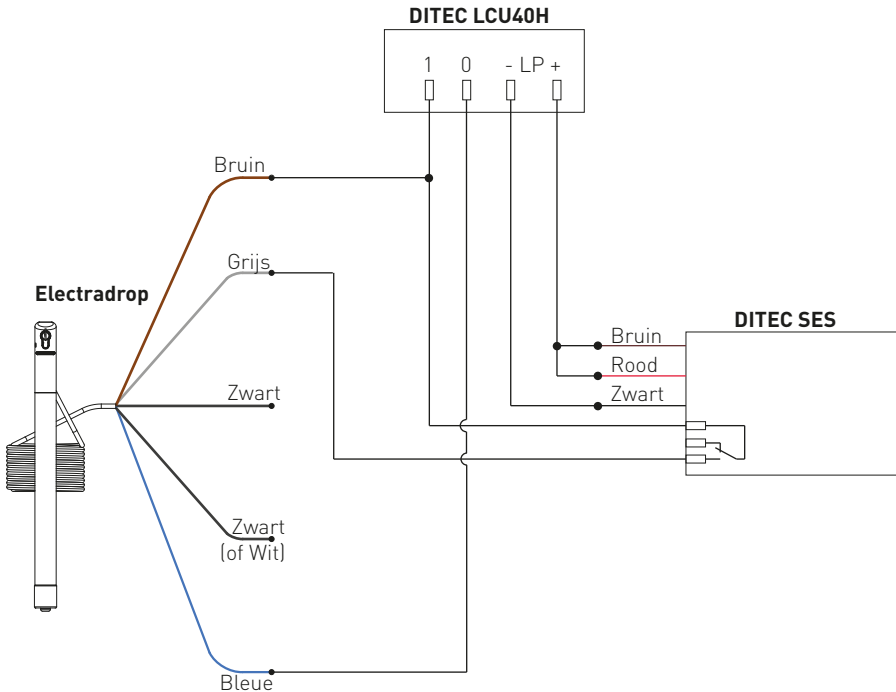 DITEC LCU40H
1 0 - LP +
Bruin
Grijs
Electradrop
DITEC SES
Bruin
Rood
Zwart
Zwart
Zwart
(of Wit)
Bleue